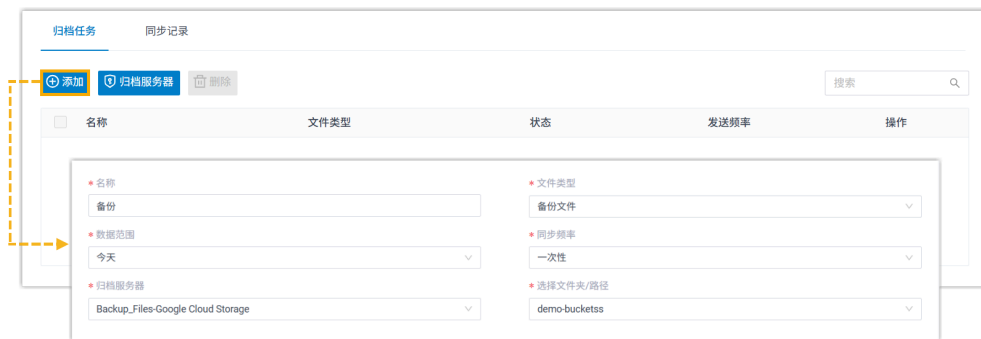 归档任务 同步记录
添加 归档服务器 删除 搜索
名称 文件类型 状态 发送频率 操作
* 名称 * 文件类型
备份 备份文件
* 数据范围 * 同步频率
今天 一次性
* 归档服务器 * 选择文件夹/路径
Backup_Files-Google Cloud Storage demo-bucketss